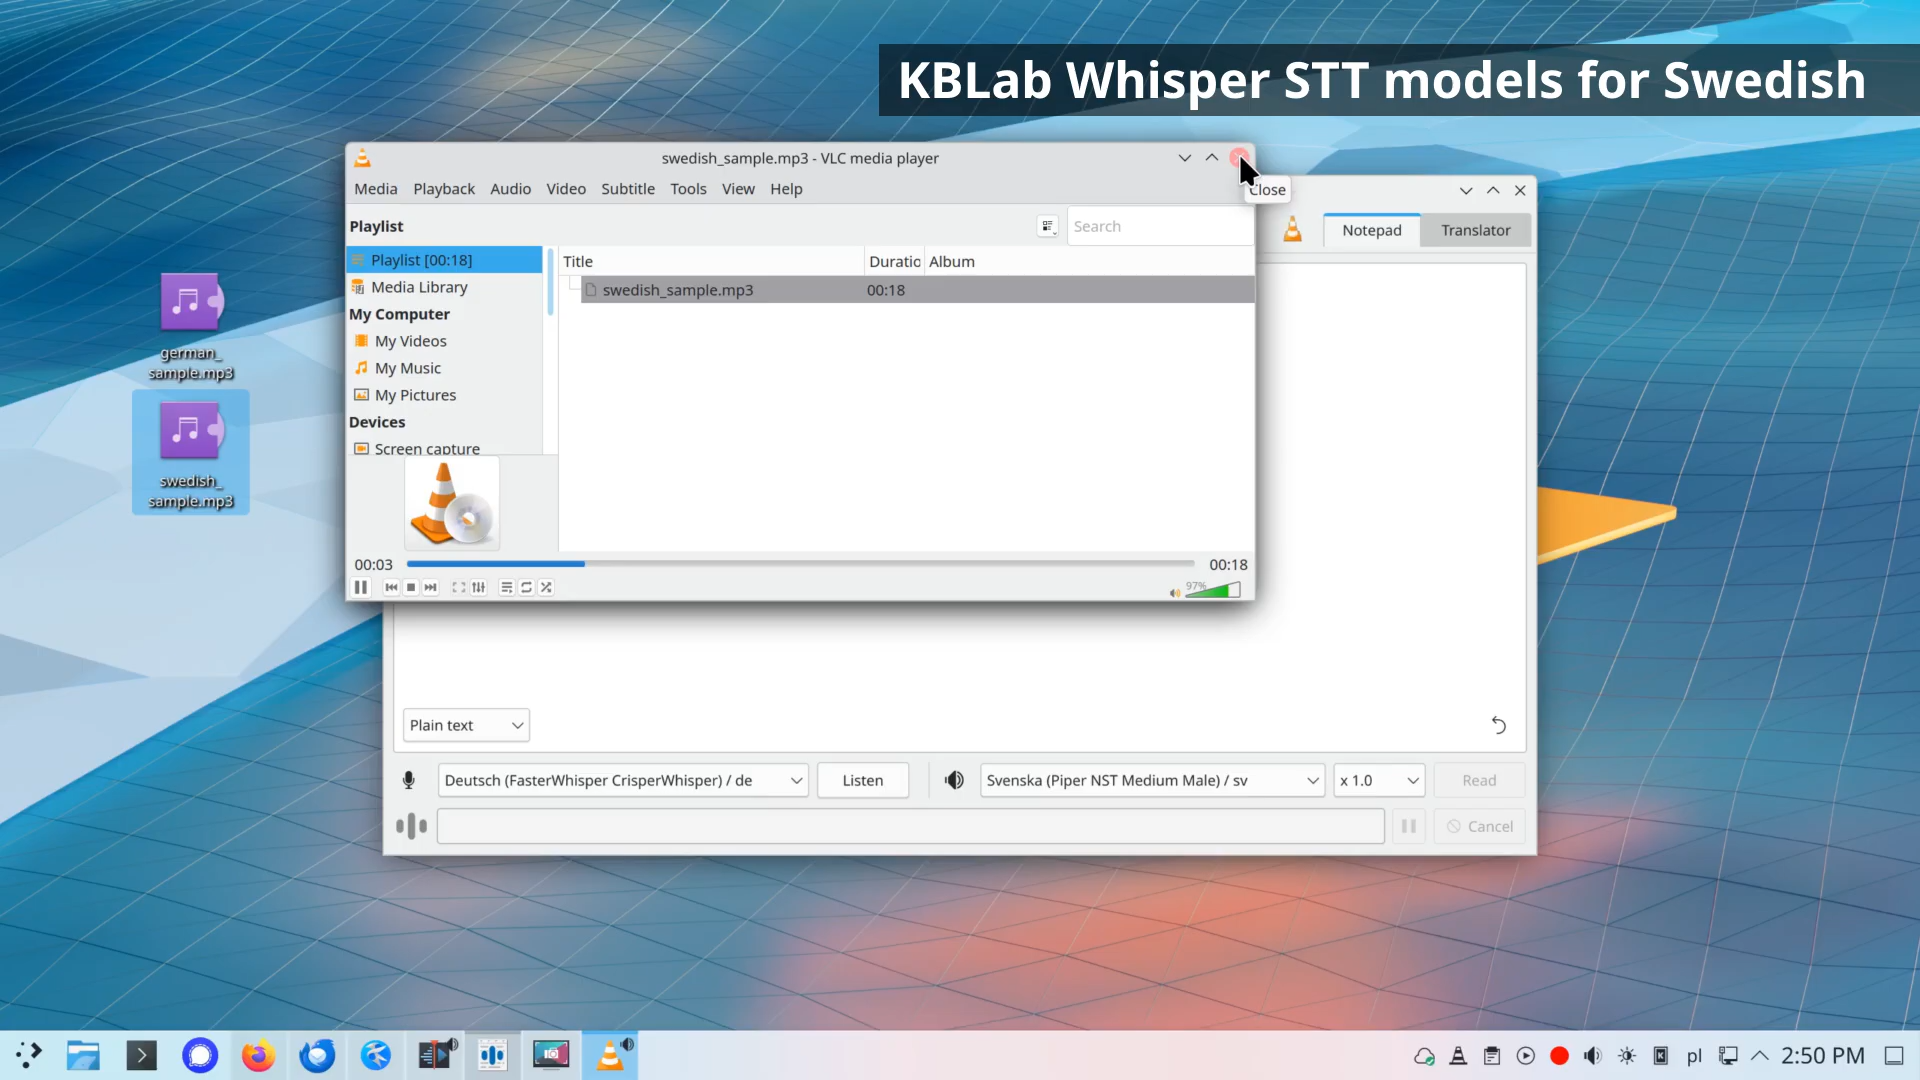 KBLab Whisper STT models for Swedish
swedish_sample.mp3 - VLC media player
Close
Media Playback Audio Video Subtitle Tools View Help
Playlist
Search
Notepad
Translator
Playlist [00:18]
Media Library
My Computer
My Videos
My Music
My Pictures
Devices
Screen capture
Title Duratio Album
swedish_sample.mp3 00:18
german_
sample.mp3
swedish_
sample.mp3
00:03
00:18
97%
Plain text
Deutsch (FasterWhisper CrisperWhisper) / de
Listen
Svenska (Piper NST Medium Male) / sv
x 1.0
Read
Cancel
pl
2:50 PM